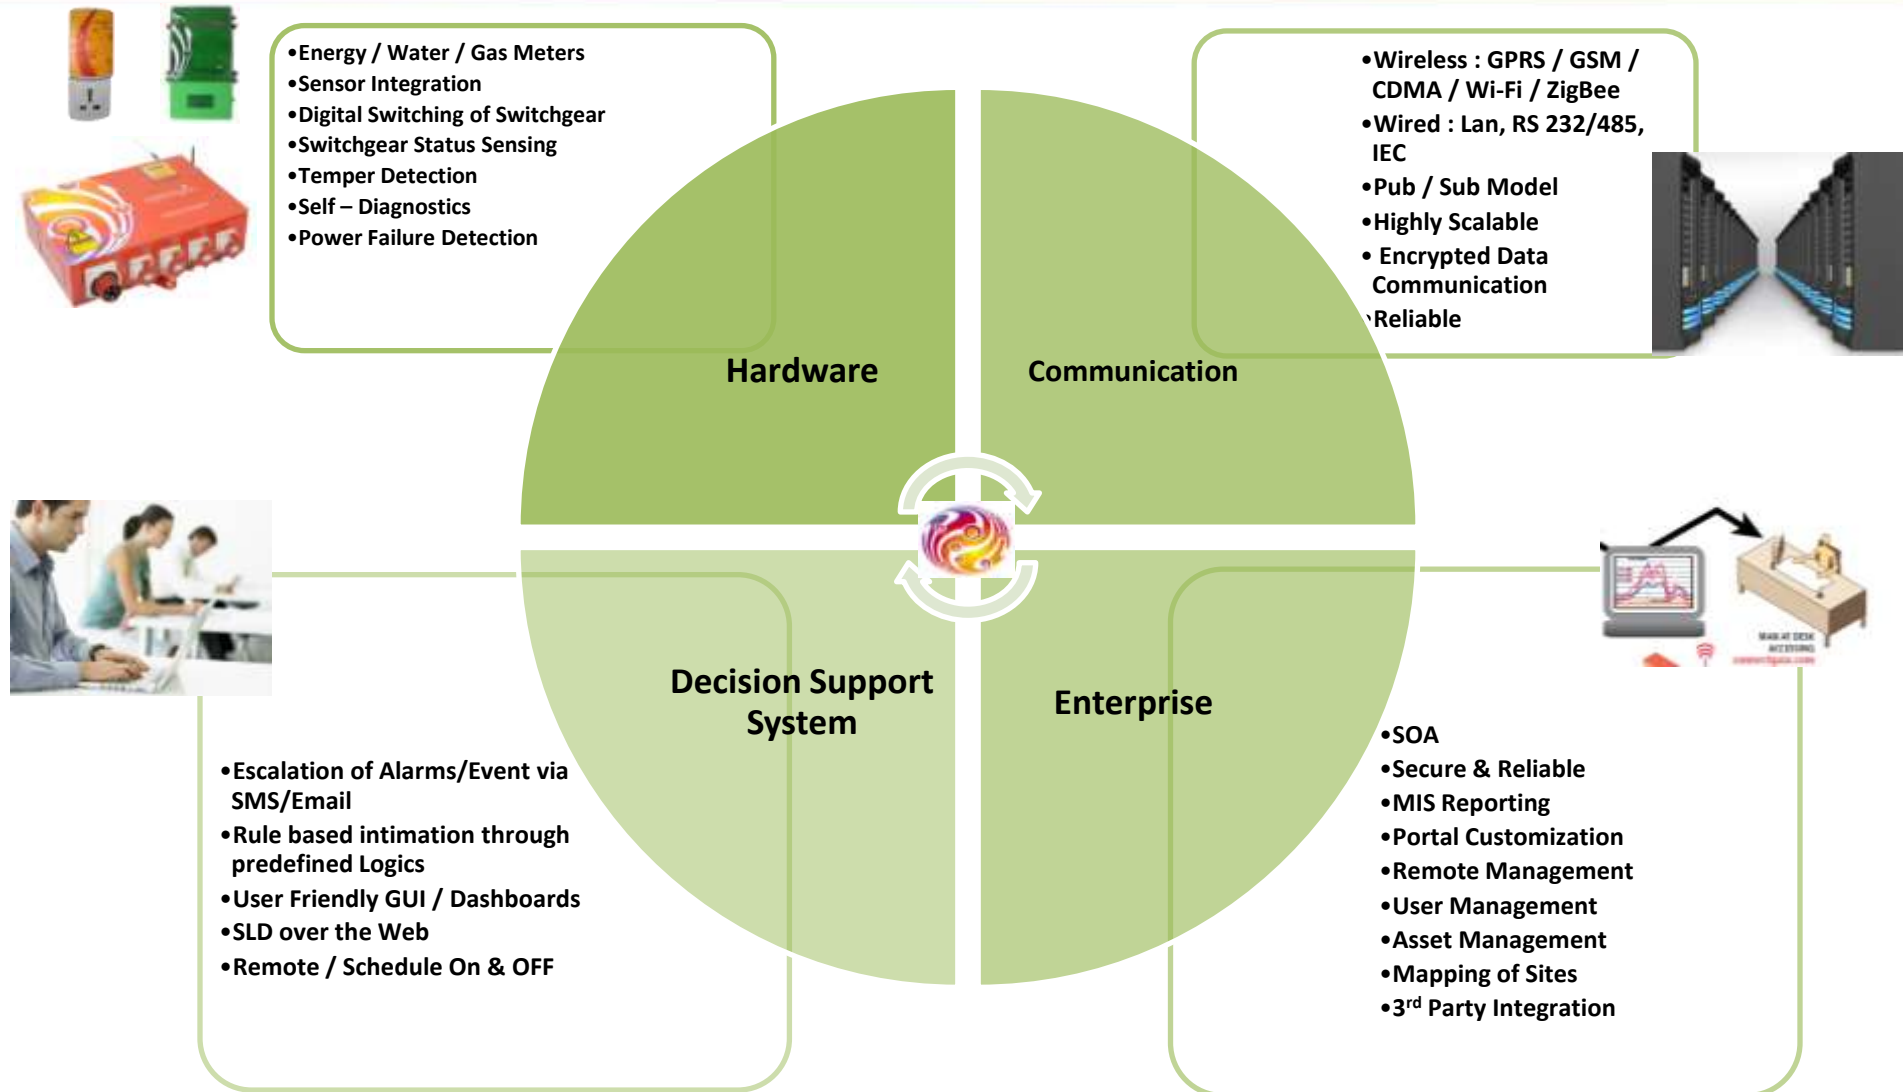 •Energy / Water / Gas Meters
•Sensor Integration
•Digital Switching of Switchgear
•Switchgear Status Sensing
•Temper Detection
•Self – Diagnostics
•Power Failure Detection
Hardware
•Wireless : GPRS / GSM /
CDMA / Wi-Fi / ZigBee
•Wired : Lan, RS 232/485,
IEC
•Pub / Sub Model
•Highly Scalable
• Encrypted Data
Communication
•Reliable
Communication
Decision Support
System
•Escalation of Alarms/Event via
SMS/Email
•Rule based intimation through
predefined Logics
•User Friendly GUI / Dashboards
•SLD over the Web
•Remote / Schedule On & OFF
MAN AT DESK
ACCESSING
Enterprise
•SOA
•Secure & Reliable
•MIS Reporting
•Portal Customization
•Remote Management
•User Management
•Asset Management
•Mapping of Sites
•3rd Party Integration